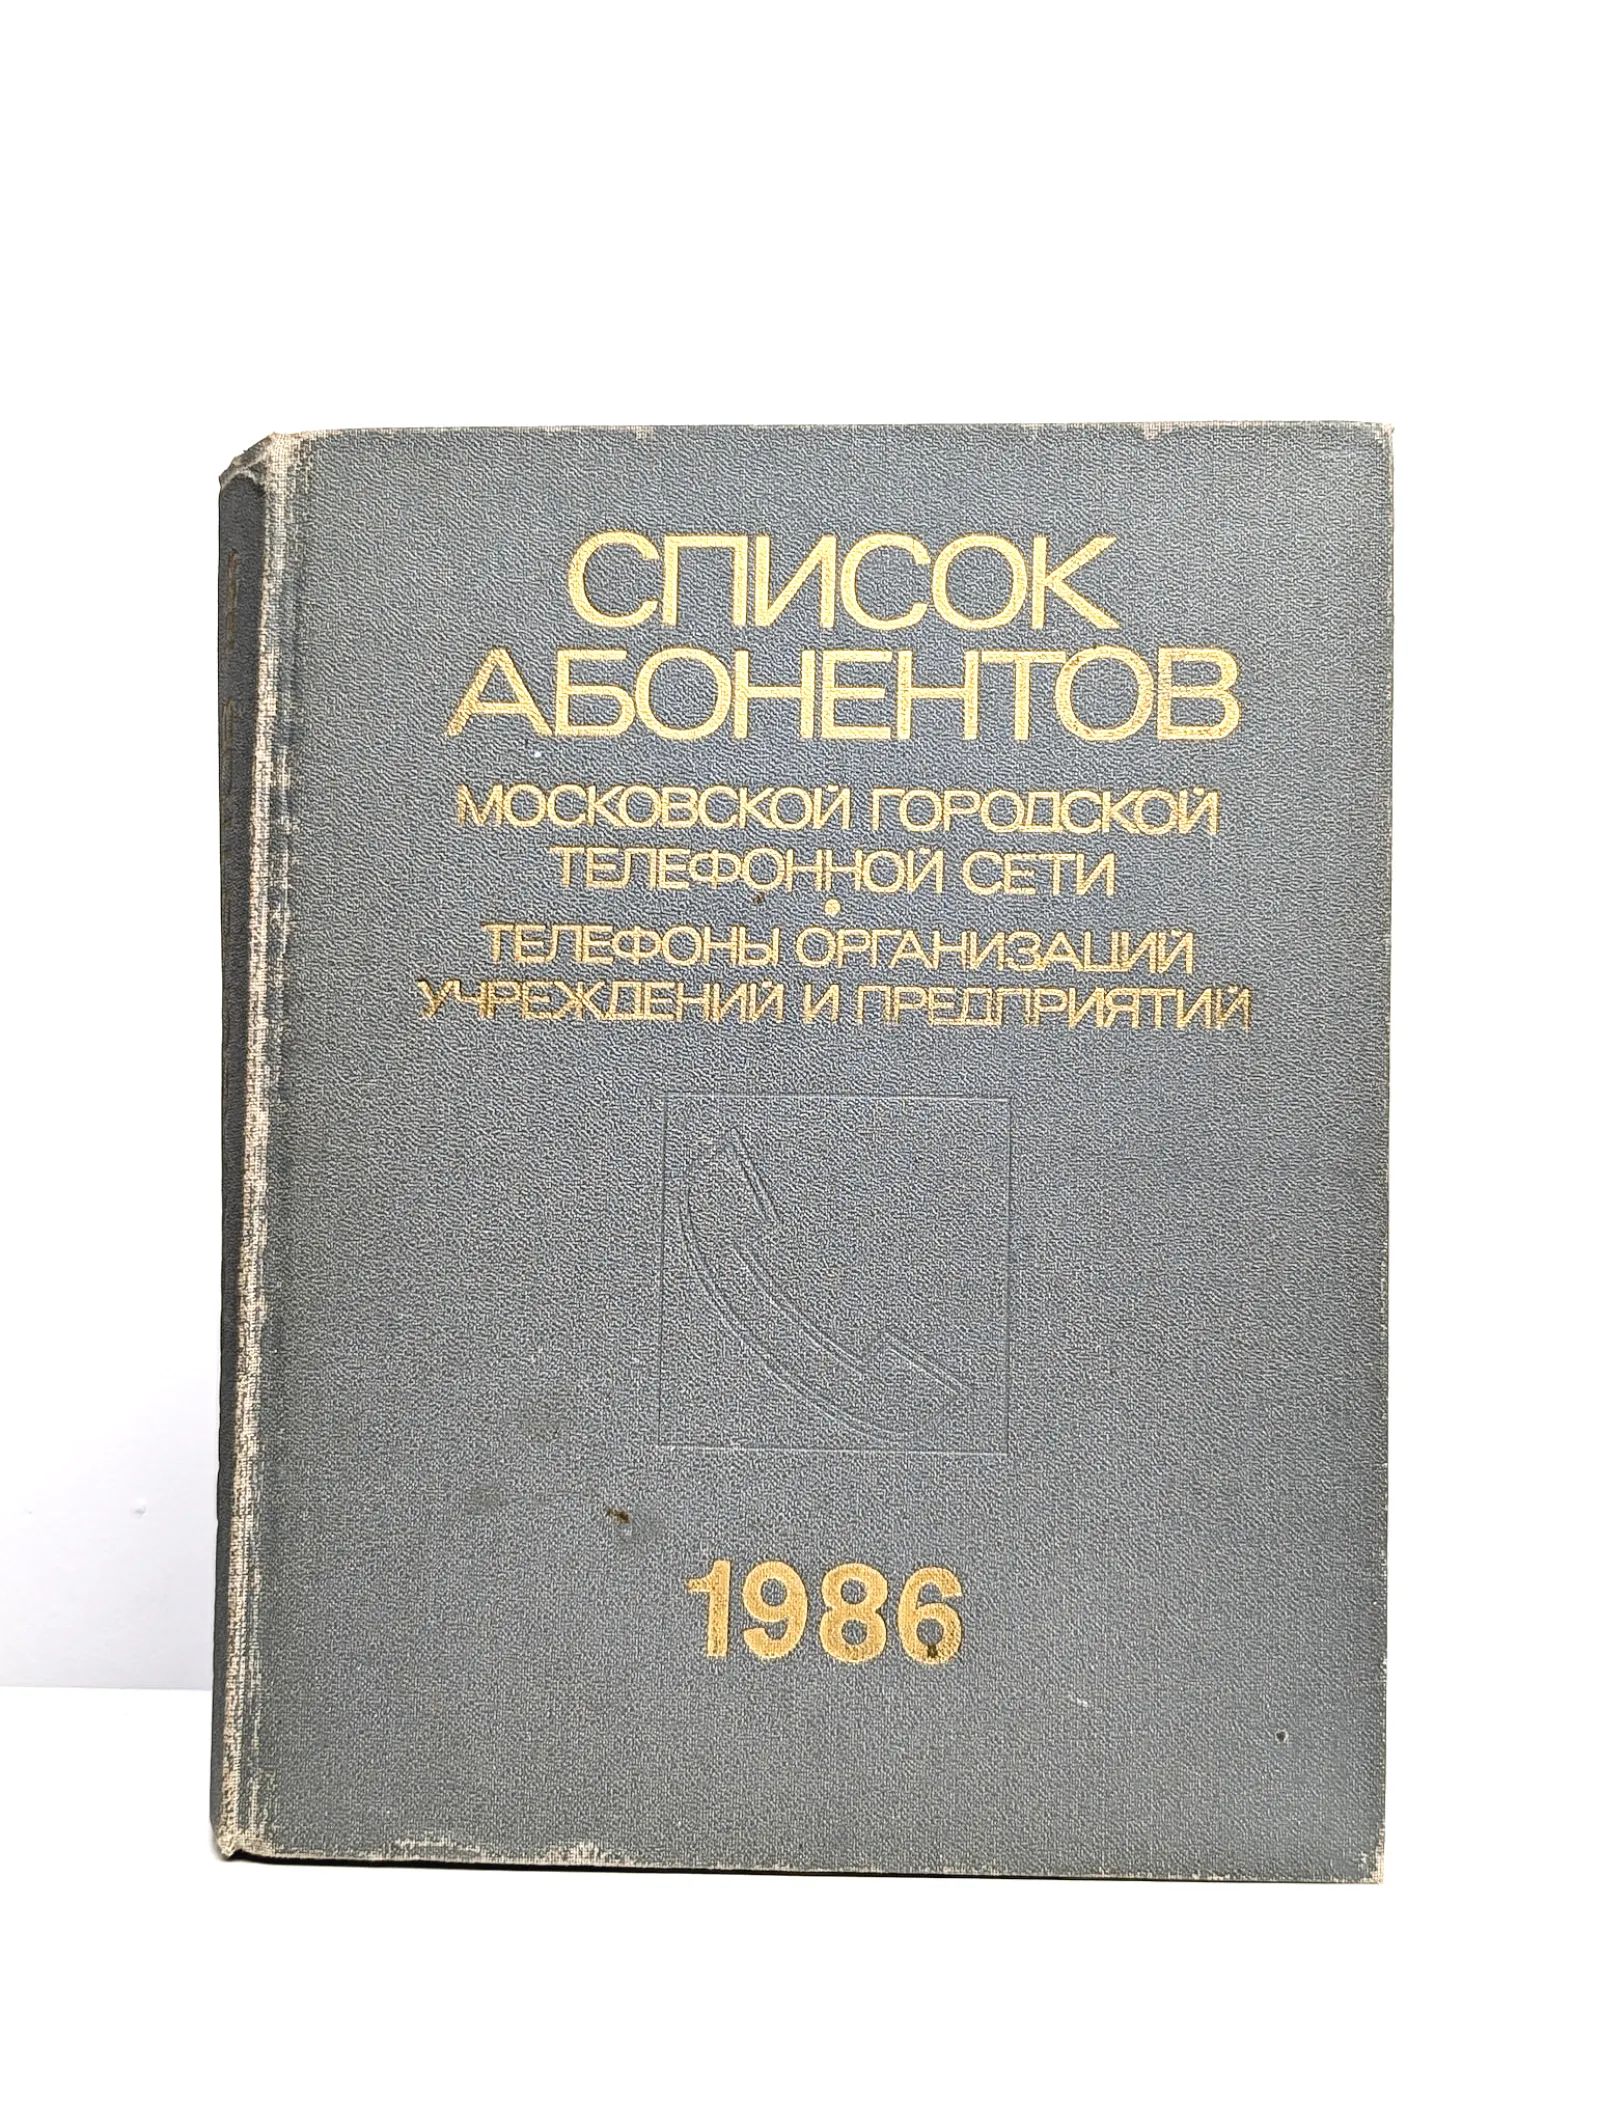 СПИСОК
АБОНЕНТОВ
МОСКОВСКОЙ ГОРОДСКОЙ
ТЕЛЕФОННОЙ СЕТИ
•
ТЕЛЕФОНЫ ОРГАНИЗАЦИЙ
УЧРЕЖДЕНИЙ И ПРЕДПРИЯТИЙ
1986